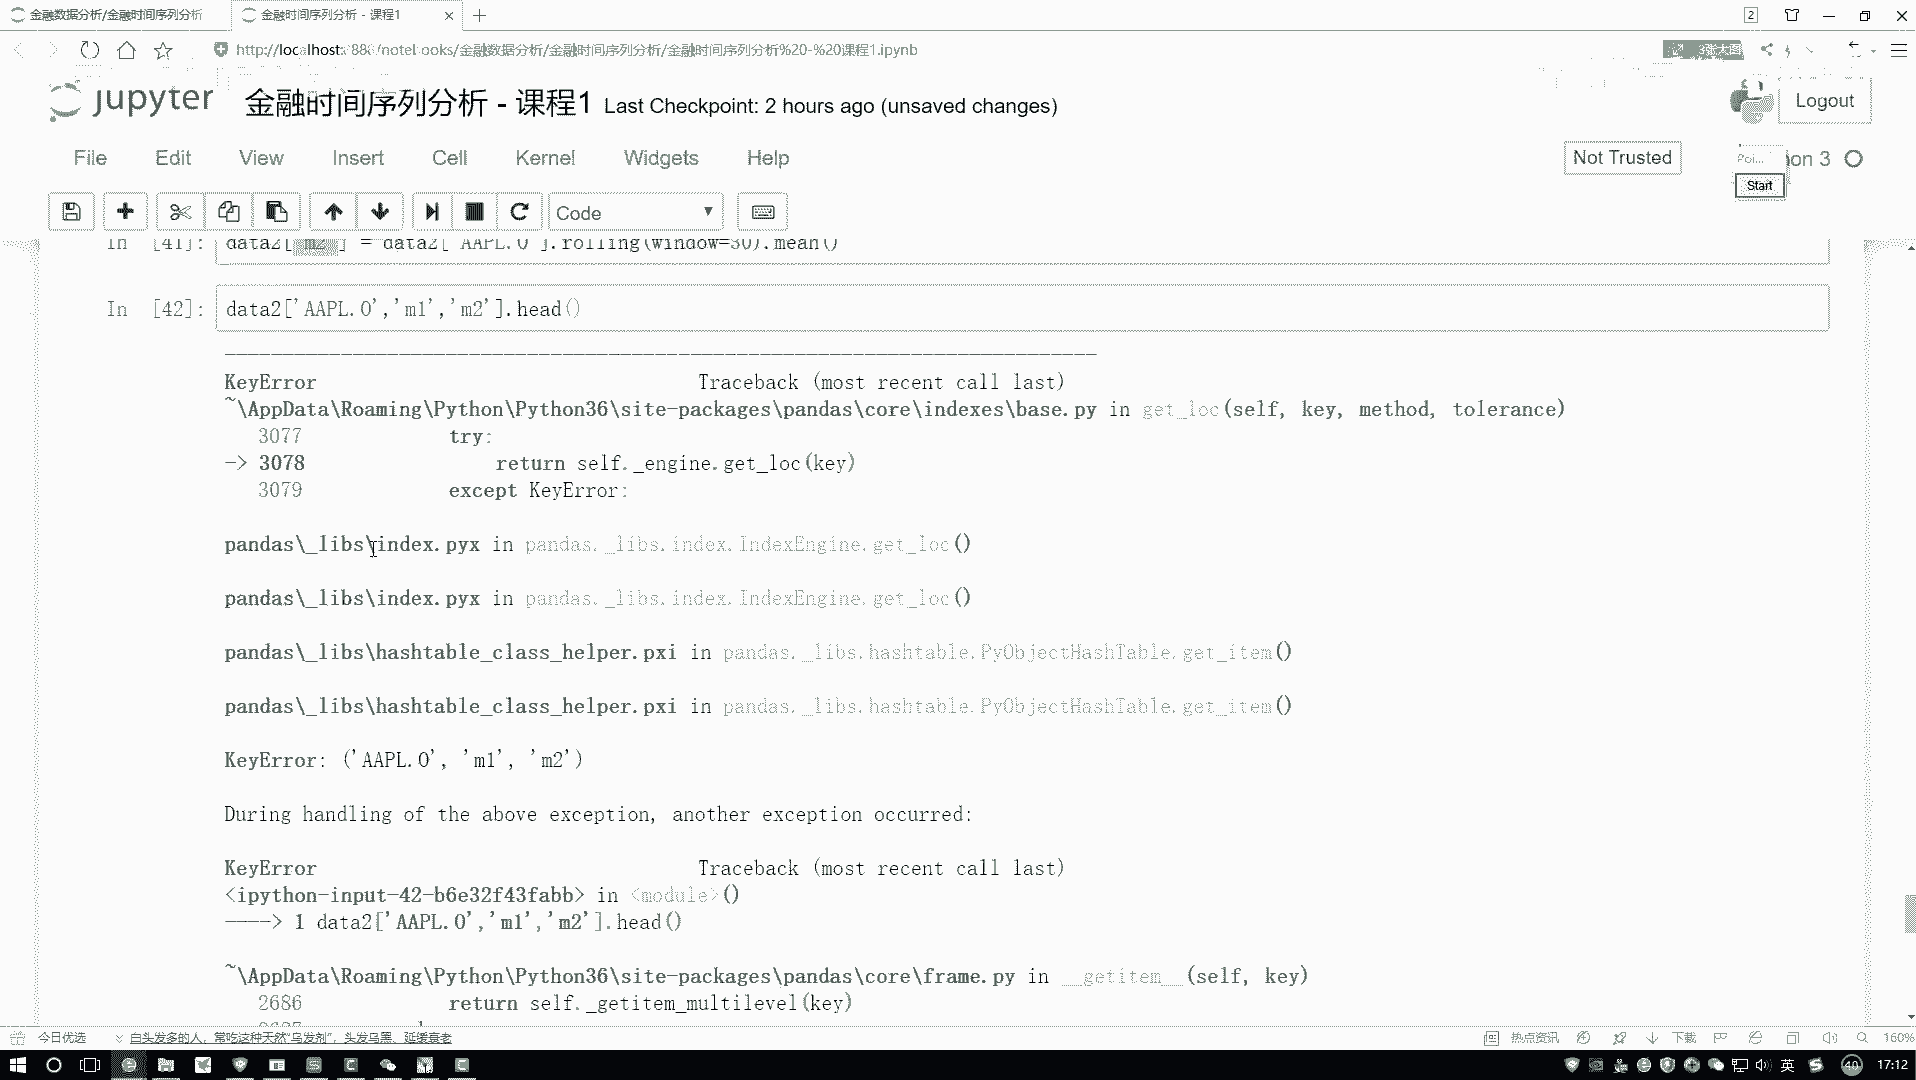 金融数据分析/金融时间序列分析
金融时间序列分析 - 课程1
2
http://localhost:888/notebooks/金融数据分析/金融时间序列分析/金融时间序列分析%20-%20课程1.ipynb
3张大图
jupyter
金融时间序列分析 - 课程1
Last Checkpoint: 2 hours ago (unsaved changes)
Logout
File
Edit
View
Insert
Cell
Kernel
Widgets
Help
Not Trusted
Poi...
on 3
Start
Code
In [41]: data2['m2'] = data2['AAPL.O'].rolling(window=30).mean()
In [42]: data2['AAPL.O','m1','m2'].head()
KeyError Traceback (most recent call last)
~\AppData\Roaming\Python\Python36\site-packages\pandas\core\indexes\base.py in get_loc(self, key, method, tolerance)
3077 try:
-> 3078 return self._engine.get_loc(key)
3079 except KeyError:
pandas\_libs\index.pyx in pandas._libs.index.IndexEngine.get_loc()
pandas\_libs\index.pyx in pandas._libs.index.IndexEngine.get_loc()
pandas\_libs\hashtable_class_helper.pxi in pandas._libs.hashtable.PyObjectHashTable.get_item()
pandas\_libs\hashtable_class_helper.pxi in pandas._libs.hashtable.PyObjectHashTable.get_item()
KeyError: ('AAPL.O', 'm1', 'm2')
During handling of the above exception, another exception occurred:
KeyError Traceback (most recent call last)
<ipython-input-42-b6e32f43fabb> in <module>()
----> 1 data2['AAPL.O','m1','m2'].head()
~\AppData\Roaming\Python\Python36\site-packages\pandas\core\frame.py in __getitem__(self, key)
2686 return self._getitem_multilevel(key)
今日优选
白头发多的人，常吃这种天然“乌发剂”，头发乌黑、延缓衰老
热点资讯
下载
160%
英
40
17:12